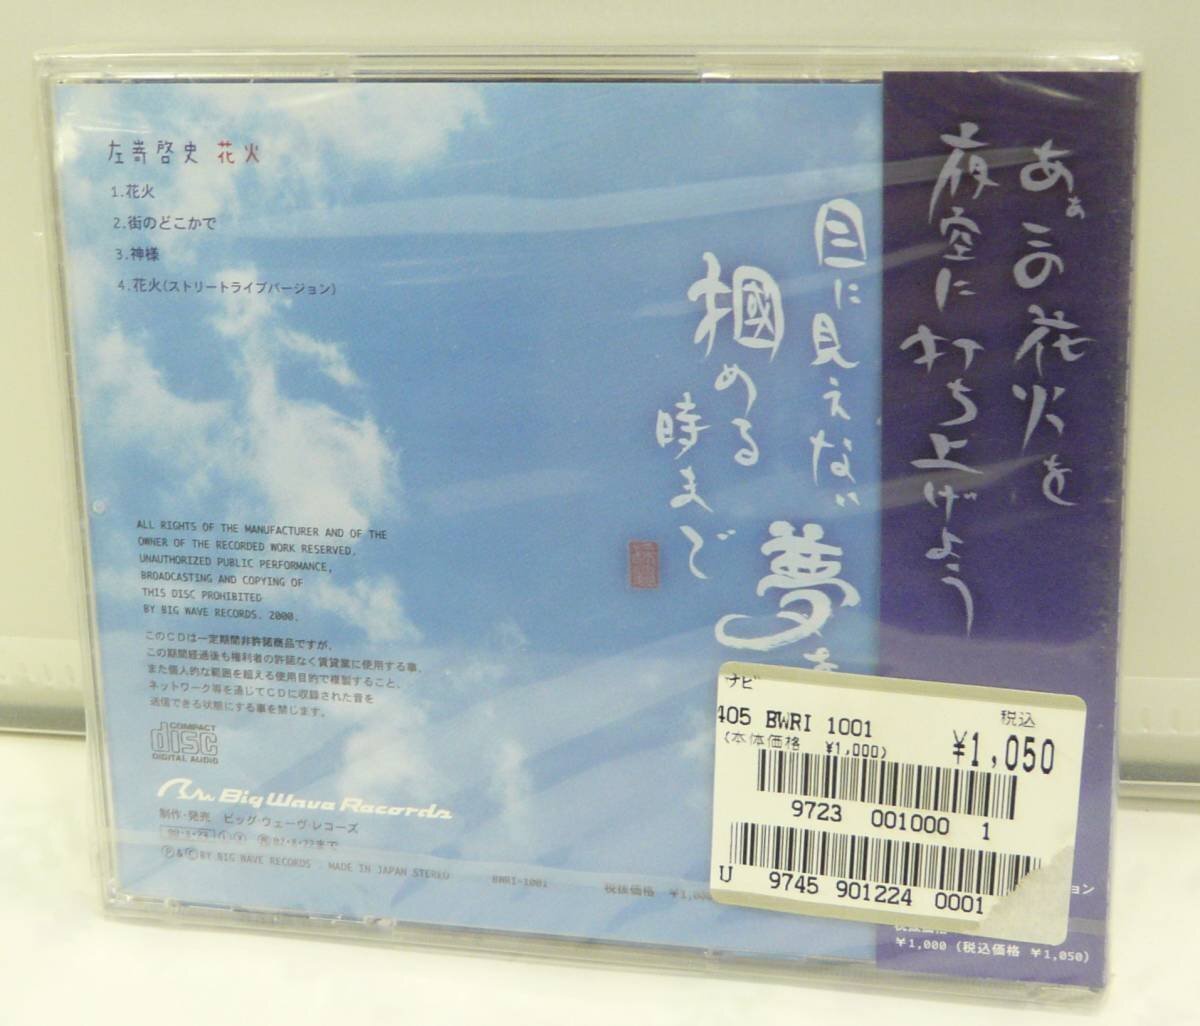 左嵜啓史 花火
1.花火
2.街のどこかで
3.神様
4.花火(ストリートライブバージョン)
あぁこの花火を
夜空に打ち上げよう
目に見えない夢を
掴める
時まで
ALL RIGHTS OF THE MANUFACTURER AND OF THE
OWNER OF THE RECORDED WORK RESERVED.
UNAUTHORIZED PUBLIC PERFORMANCE,
BROADCASTING AND COPYING OF
THIS DISC PROHIBITED
BY BIG WAVE RECORDS. 2000.
このCDは一定期間非許諾商品ですが、
この期間経過後も権利者の許諾なく賃貸業に使用する事、
また個人的な範囲を超える使用目的で複製すること、
ネットワーク等を通じてCDに収録された音を
送信できる状態にする事を禁じます。
COMPACT
disc
DIGITAL AUDIO
Big Wave Records
制作・発売 ビッグ・ウェーヴ・レコーズ
までで
Ⓟ&ⒸBY BIG WAVE RECORDS MADE IN JAPAN STEREO BWRI-1001 税抜価格 ¥1,00
ナビ
405 BWRI 1001 税込
(本体価格 ¥1,000) ¥1,050
9723 001000 1
U 9745 901224 0001
ョン
¥1,000 (税込価格 ¥1,050)